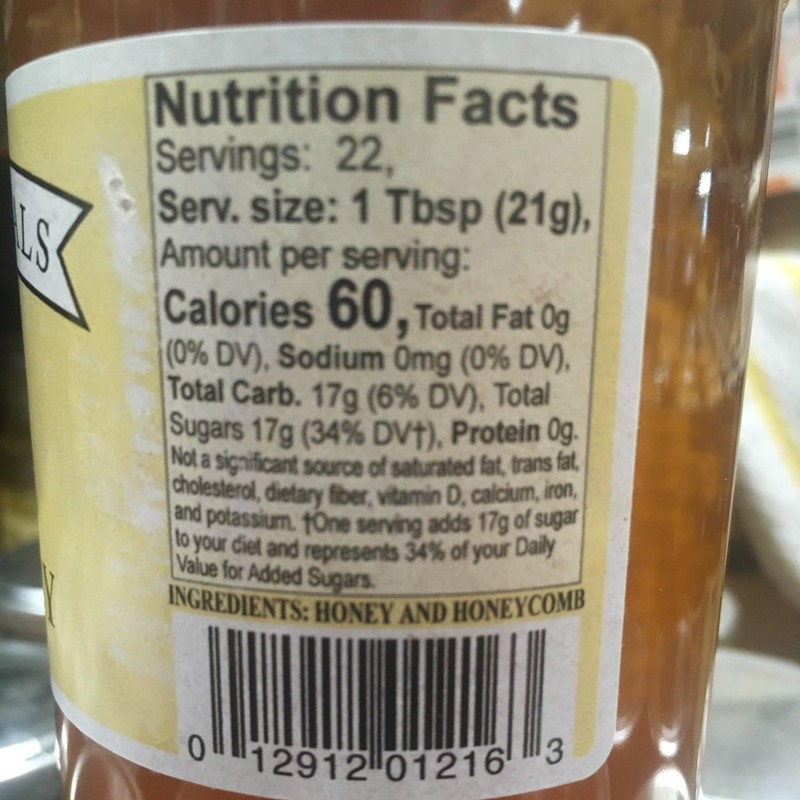 ALS
Y
Nutrition Facts
Servings: 22,
Serv. size: 1 Tbsp (21g),
Amount per serving:
Calories 60, Total Fat 0g
(0% DV), Sodium 0mg (0% DV),
Total Carb. 17g (6% DV), Total
Sugars 17g (34% DV†), Protein 0g.
Not a significant source of saturated fat, trans fat,
cholesterol, dietary fiber, vitamin D, calcium, iron,
and potassium. †One serving adds 17g of sugar
to your diet and represents 34% of your Daily
Value for Added Sugars.
INGREDIENTS: HONEY AND HONEYCOMB
0 12912 01216 3